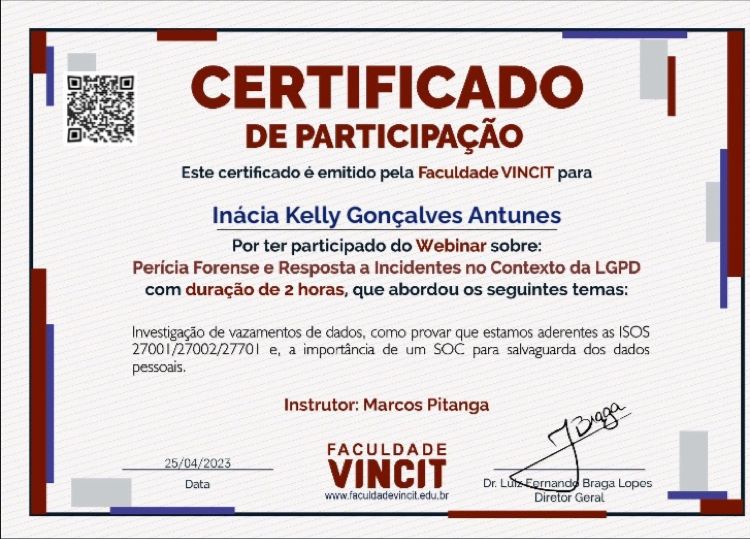 CERTIFICADO
DE PARTICIPAÇÃO
Este certificado é emitido pela Faculdade VINCIT para
Inácia Kelly Gonçalves Antunes
Por ter participado do Webinar sobre:
Perícia Forense e Resposta a Incidentes no Contexto da LGPD
com duração de 2 horas, que abordou os seguintes temas:
Investigação de vazamentos de dados, como provar que estamos aderentes as ISOS
27001/27002/27701 e, a importância de um SOC para salvaguarda dos dados
pessoais.
Instrutor: Marcos Pitanga
25/04/2023
Data
FACULDADE
VINCIT
www.faculdadevincit.edu.br
J Braga
Dr. Luiz Fernando Braga Lopes
Diretor Geral